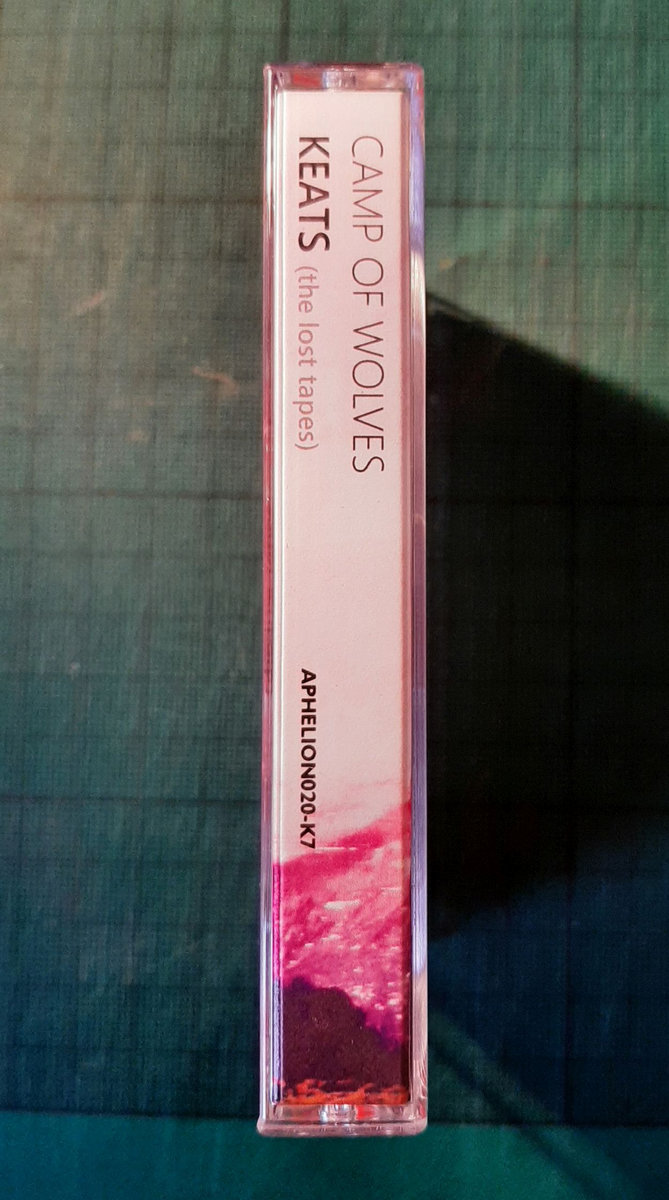 CAMP OF WOLVES
KEATS (the lost tapes)
APHELION020-K7